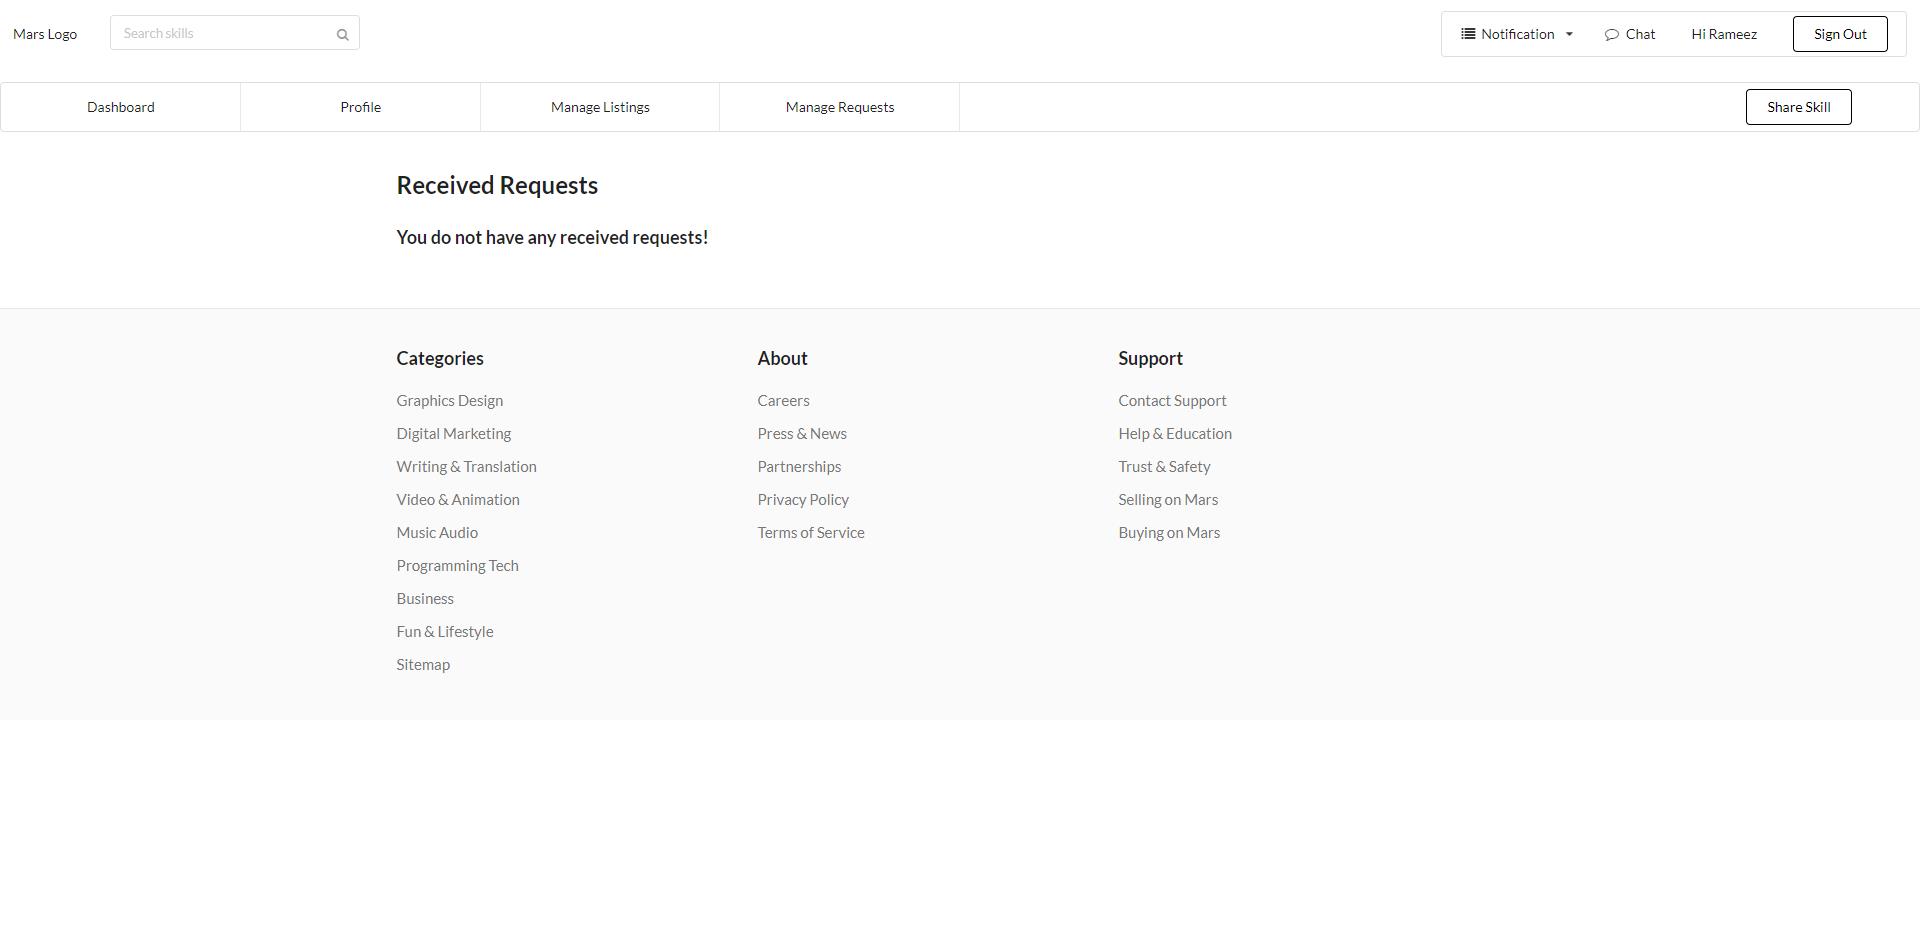 Mars Logo
Search skills
Notification
Chat
Hi Rameez
Sign Out
Dashboard
Profile
Manage Listings
Manage Requests
Share Skill
Received Requests
You do not have any received requests!
Categories
Graphics Design
Digital Marketing
Writing & Translation
Video & Animation
Music Audio
Programming Tech
Business
Fun & Lifestyle
Sitemap
About
Careers
Press & News
Partnerships
Privacy Policy
Terms of Service
Support
Contact Support
Help & Education
Trust & Safety
Selling on Mars
Buying on Mars